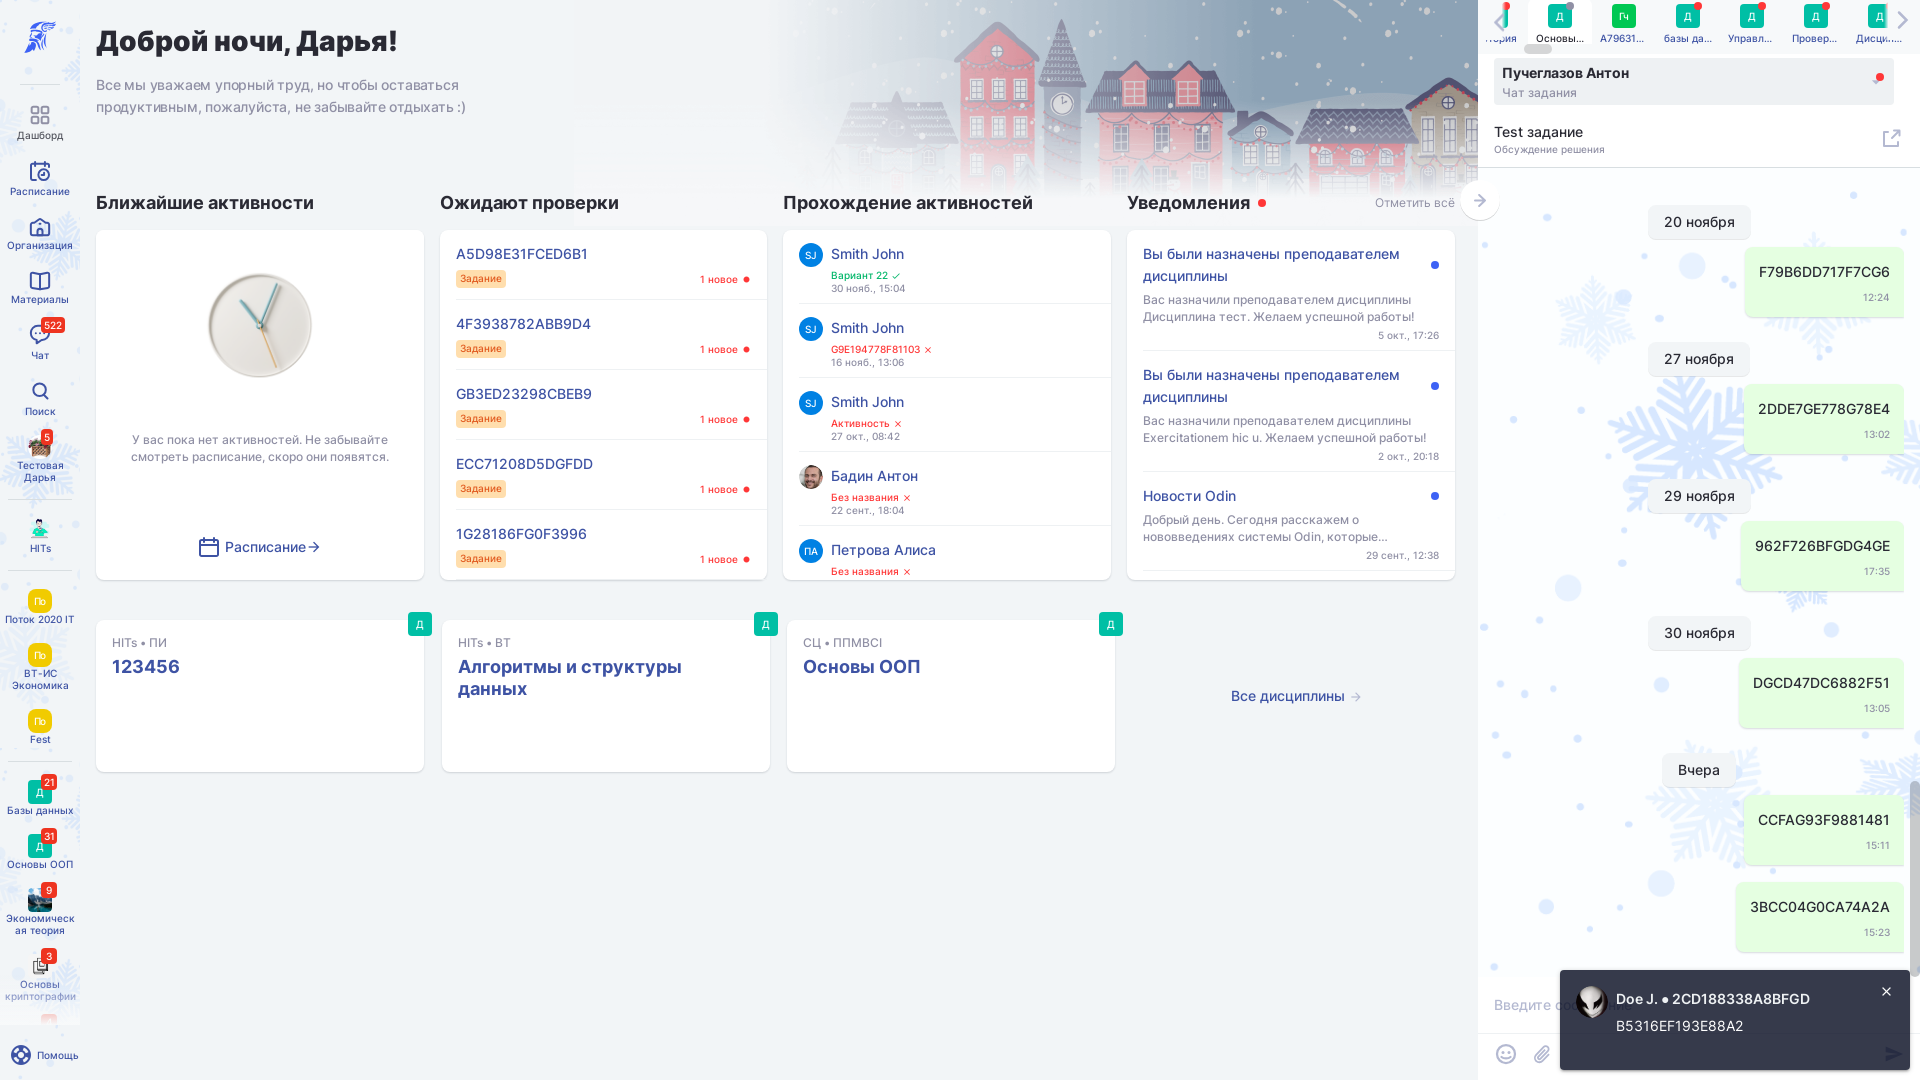 Дашборд
Расписание
Организация
Материалы
522
Чат
Поиск
5
Тестовая
Дарья
HITs
По
Поток 2020 IT
По
ВТ-ИС
Экономика
По
Fest
21
Д
Базы данных
31
Д
Основы ООП
9
Экономическ
ая теория
3
Основы
криптографии
Помощь
Доброй ночи, Дарья!
Все мы уважаем упорный труд, но чтобы оставаться
продуктивным, пожалуйста, не забывайте отдыхать :)
Ближайшие активности
У вас пока нет активностей. Не забывайте
смотреть расписание, скоро они появятся.
Расписание
Ожидают проверки
A5D98E31FCED6B1
Задание
1 новое
4F3938782ABB9D4
Задание
1 новое
GB3ED23298CBEB9
Задание
1 новое
ECC71208D5DGFDD
Задание
1 новое
1G28186FG0F3996
Задание
1 новое
Прохождение активностей
SJ
Smith John
Вариант 22
30 нояб., 15:04
SJ
Smith John
G9E194778F81103
16 нояб., 13:06
SJ
Smith John
Активность
27 окт., 08:42
Бадин Антон
Без названия
22 сент., 18:04
ПА
Петрова Алиса
Без названия
Уведомления
Отметить всё
Вы были назначены преподавателем
дисциплины
Вас назначили преподавателем дисциплины
Дисциплина тест. Желаем успешной работы!
5 окт., 17:26
Вы были назначены преподавателем
дисциплины
Вас назначили преподавателем дисциплины
Exercitationem hic u. Желаем успешной работы!
2 окт., 20:18
Новости Odin
Добрый день. Сегодня расскажем о
нововведениях системы Odin, которые...
29 сент., 12:38
Д
HITs • ПИ
123456
Д
HITs • ВТ
Алгоритмы и структуры
данных
Д
СЦ • ППМВCI
Основы ООП
Все дисциплины
Д
Основы...
Гч
A79631...
Д
базы да...
Д
Управл...
Д
Провер...
Д
Дисцип...
Пучеглазов Антон
Чат задания
Test задание
Обсуждение решения
20 ноября
F79B6DD717F7CG6
12:24
27 ноября
2DDE7GE778G78E4
13:02
29 ноября
962F726BFGDG4GE
17:35
30 ноября
DGCD47DC6882F51
13:05
Вчера
CCFAG93F9881481
15:11
3BCC04G0CA74A2A
15:23
Введите
Doe J. ● 2CD188338A8BFGD
B5316EF193E88A2